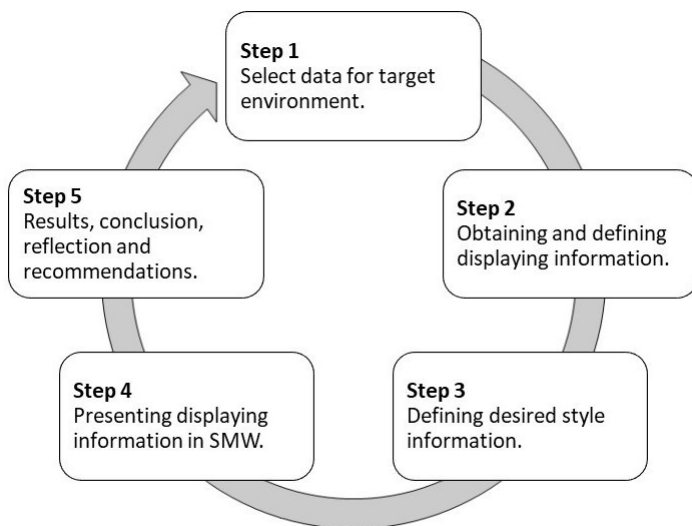 Step 1
Select data for target
environment.
Step 2
Obtaining and defining
displaying information.
Step 3
Defining desired style
information.
Step 4
Presenting displaying
information in SMW.
Step 5
Results, conclusion,
reflection and
recommendations.